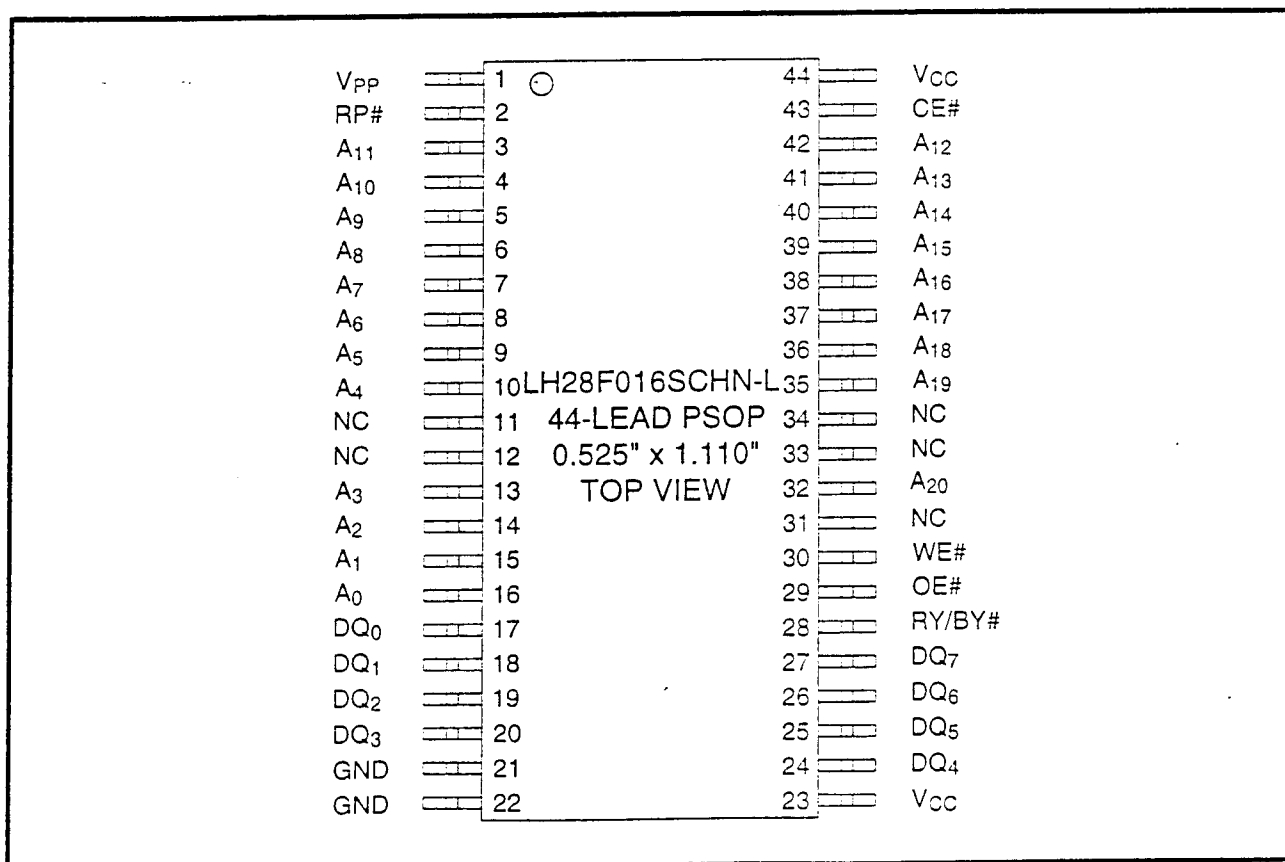 VPP 1 44 VCC
RP# 2 43 CE#
A11 3 42 A12
A10 4 41 A13
A9 5 40 A14
A8 6 39 A15
A7 7 38 A16
A6 8 37 A17
A5 9 36 A18
A4 10 LH28F016SCHN-L 35 A19
NC 11 44-LEAD PSOP 34 NC
NC 12 0.525" x 1.110" 33 NC
A3 13 TOP VIEW 32 A20
A2 14 31 NC
A1 15 30 WE#
A0 16 29 OE#
DQ0 17 28 RY/BY#
DQ1 18 27 DQ7
DQ2 19 26 DQ6
DQ3 20 25 DQ5
GND 21 24 DQ4
GND 22 23 VCC